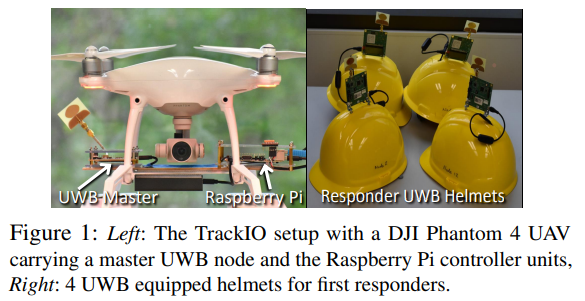 UWB-Master
Raspberry Pi
Responder UWB Helmets
Figure 1: Left: The TrackIO setup with a DJI Phantom 4 UAV
carrying a master UWB node and the Raspberry Pi controller units,
Right: 4 UWB equipped helmets for first responders.